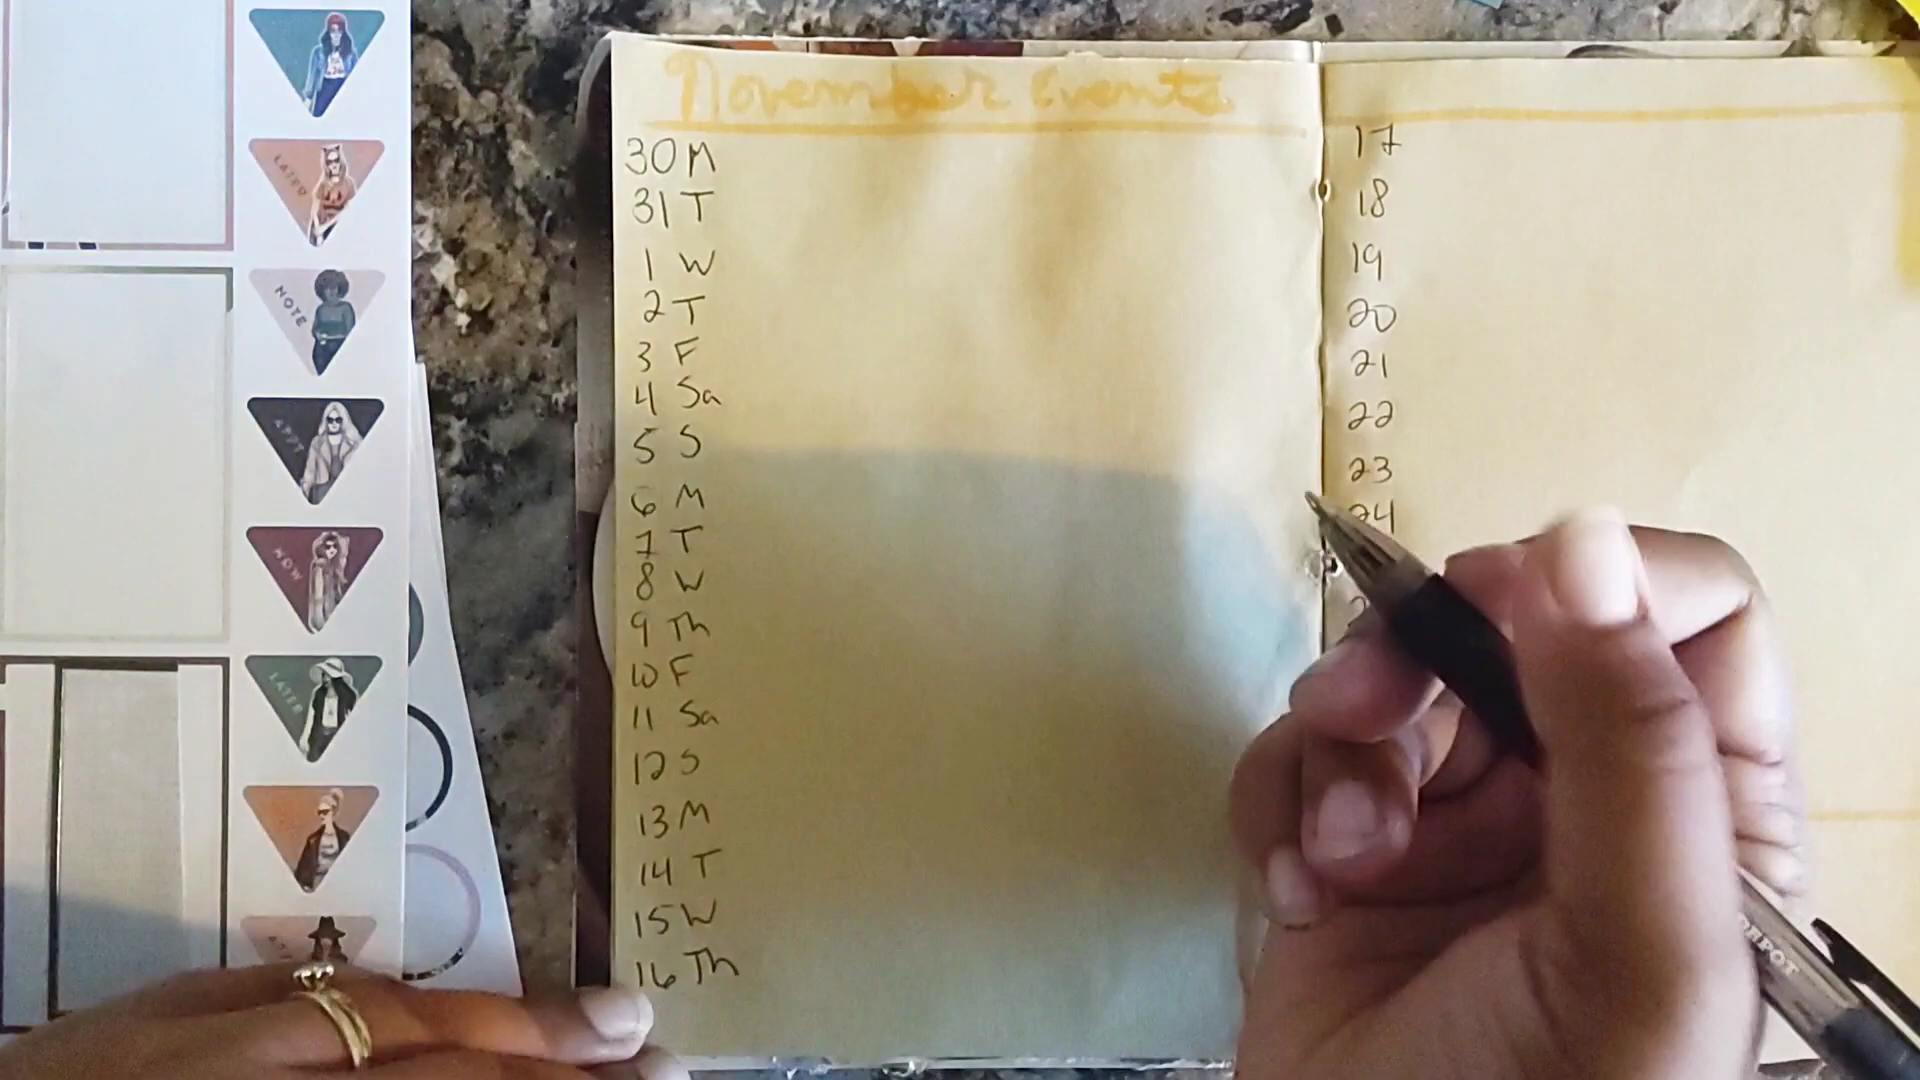 LATER
NOTE
APPT
NOW
LATER
November Events
30 M
31 T
1 W
2 T
3 F
4 Sa
5 S
6 M
7 T
8 W
9 Th
10 F
11 Sa
12 S
13 M
14 T
15 W
16 Th
17
18
19
20
21
22
23
24